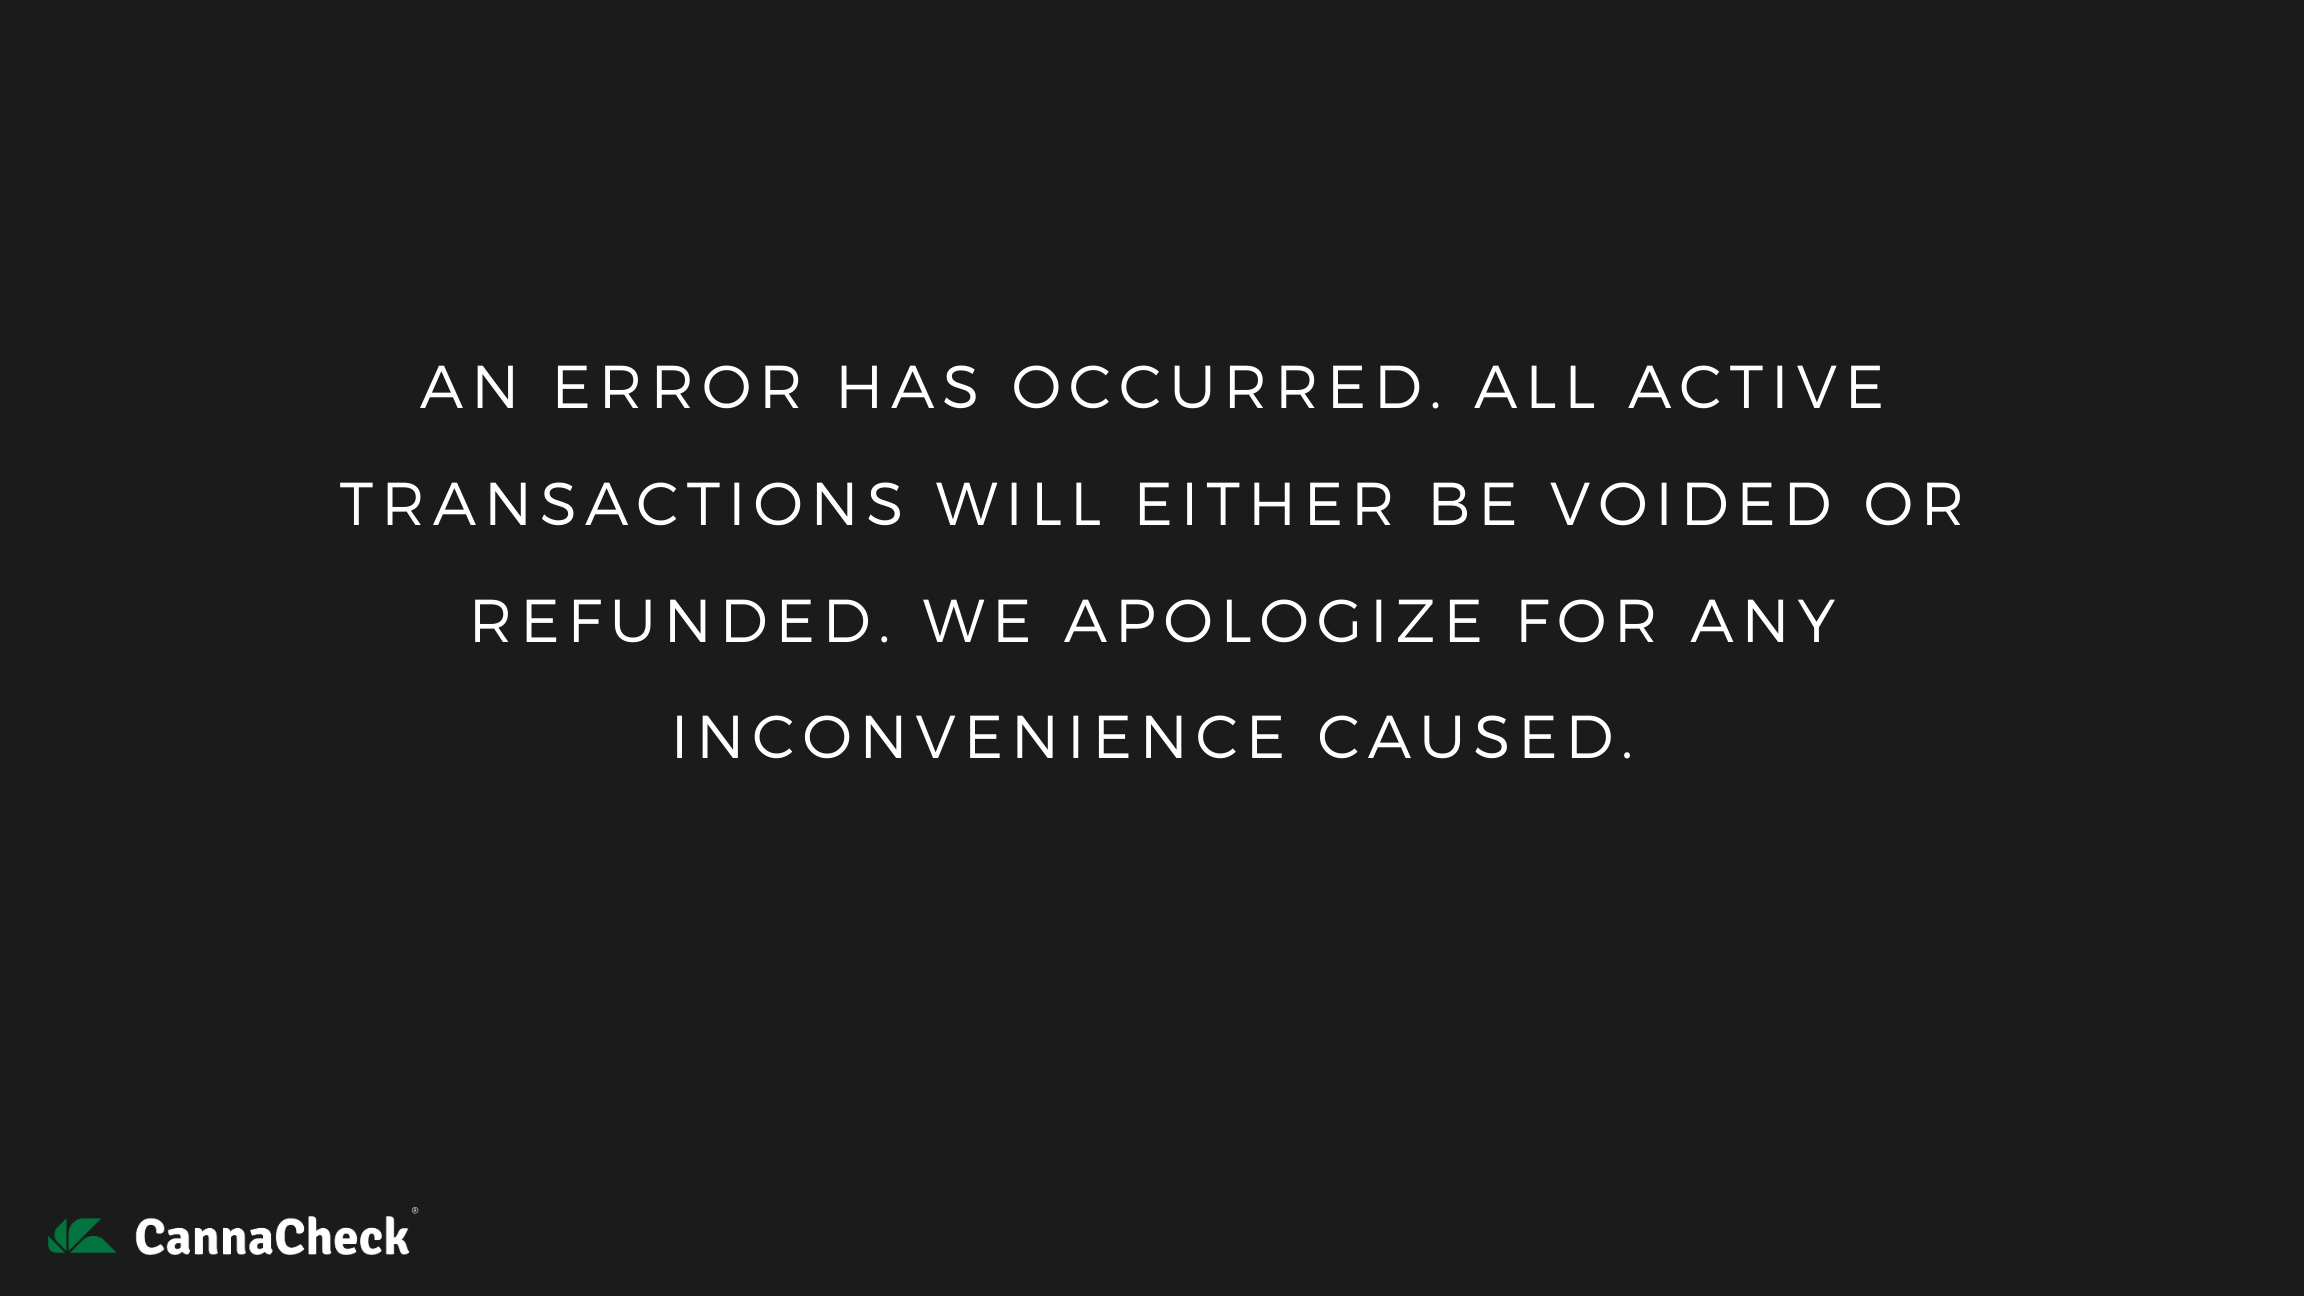 AN ERROR HAS OCCURRED. ALL ACTIVE
TRANSACTIONS WILL EITHER BE VOIDED OR
REFUNDED. WE APOLOGIZE FOR ANY
INCONVENIENCE CAUSED.
CannaCheck®